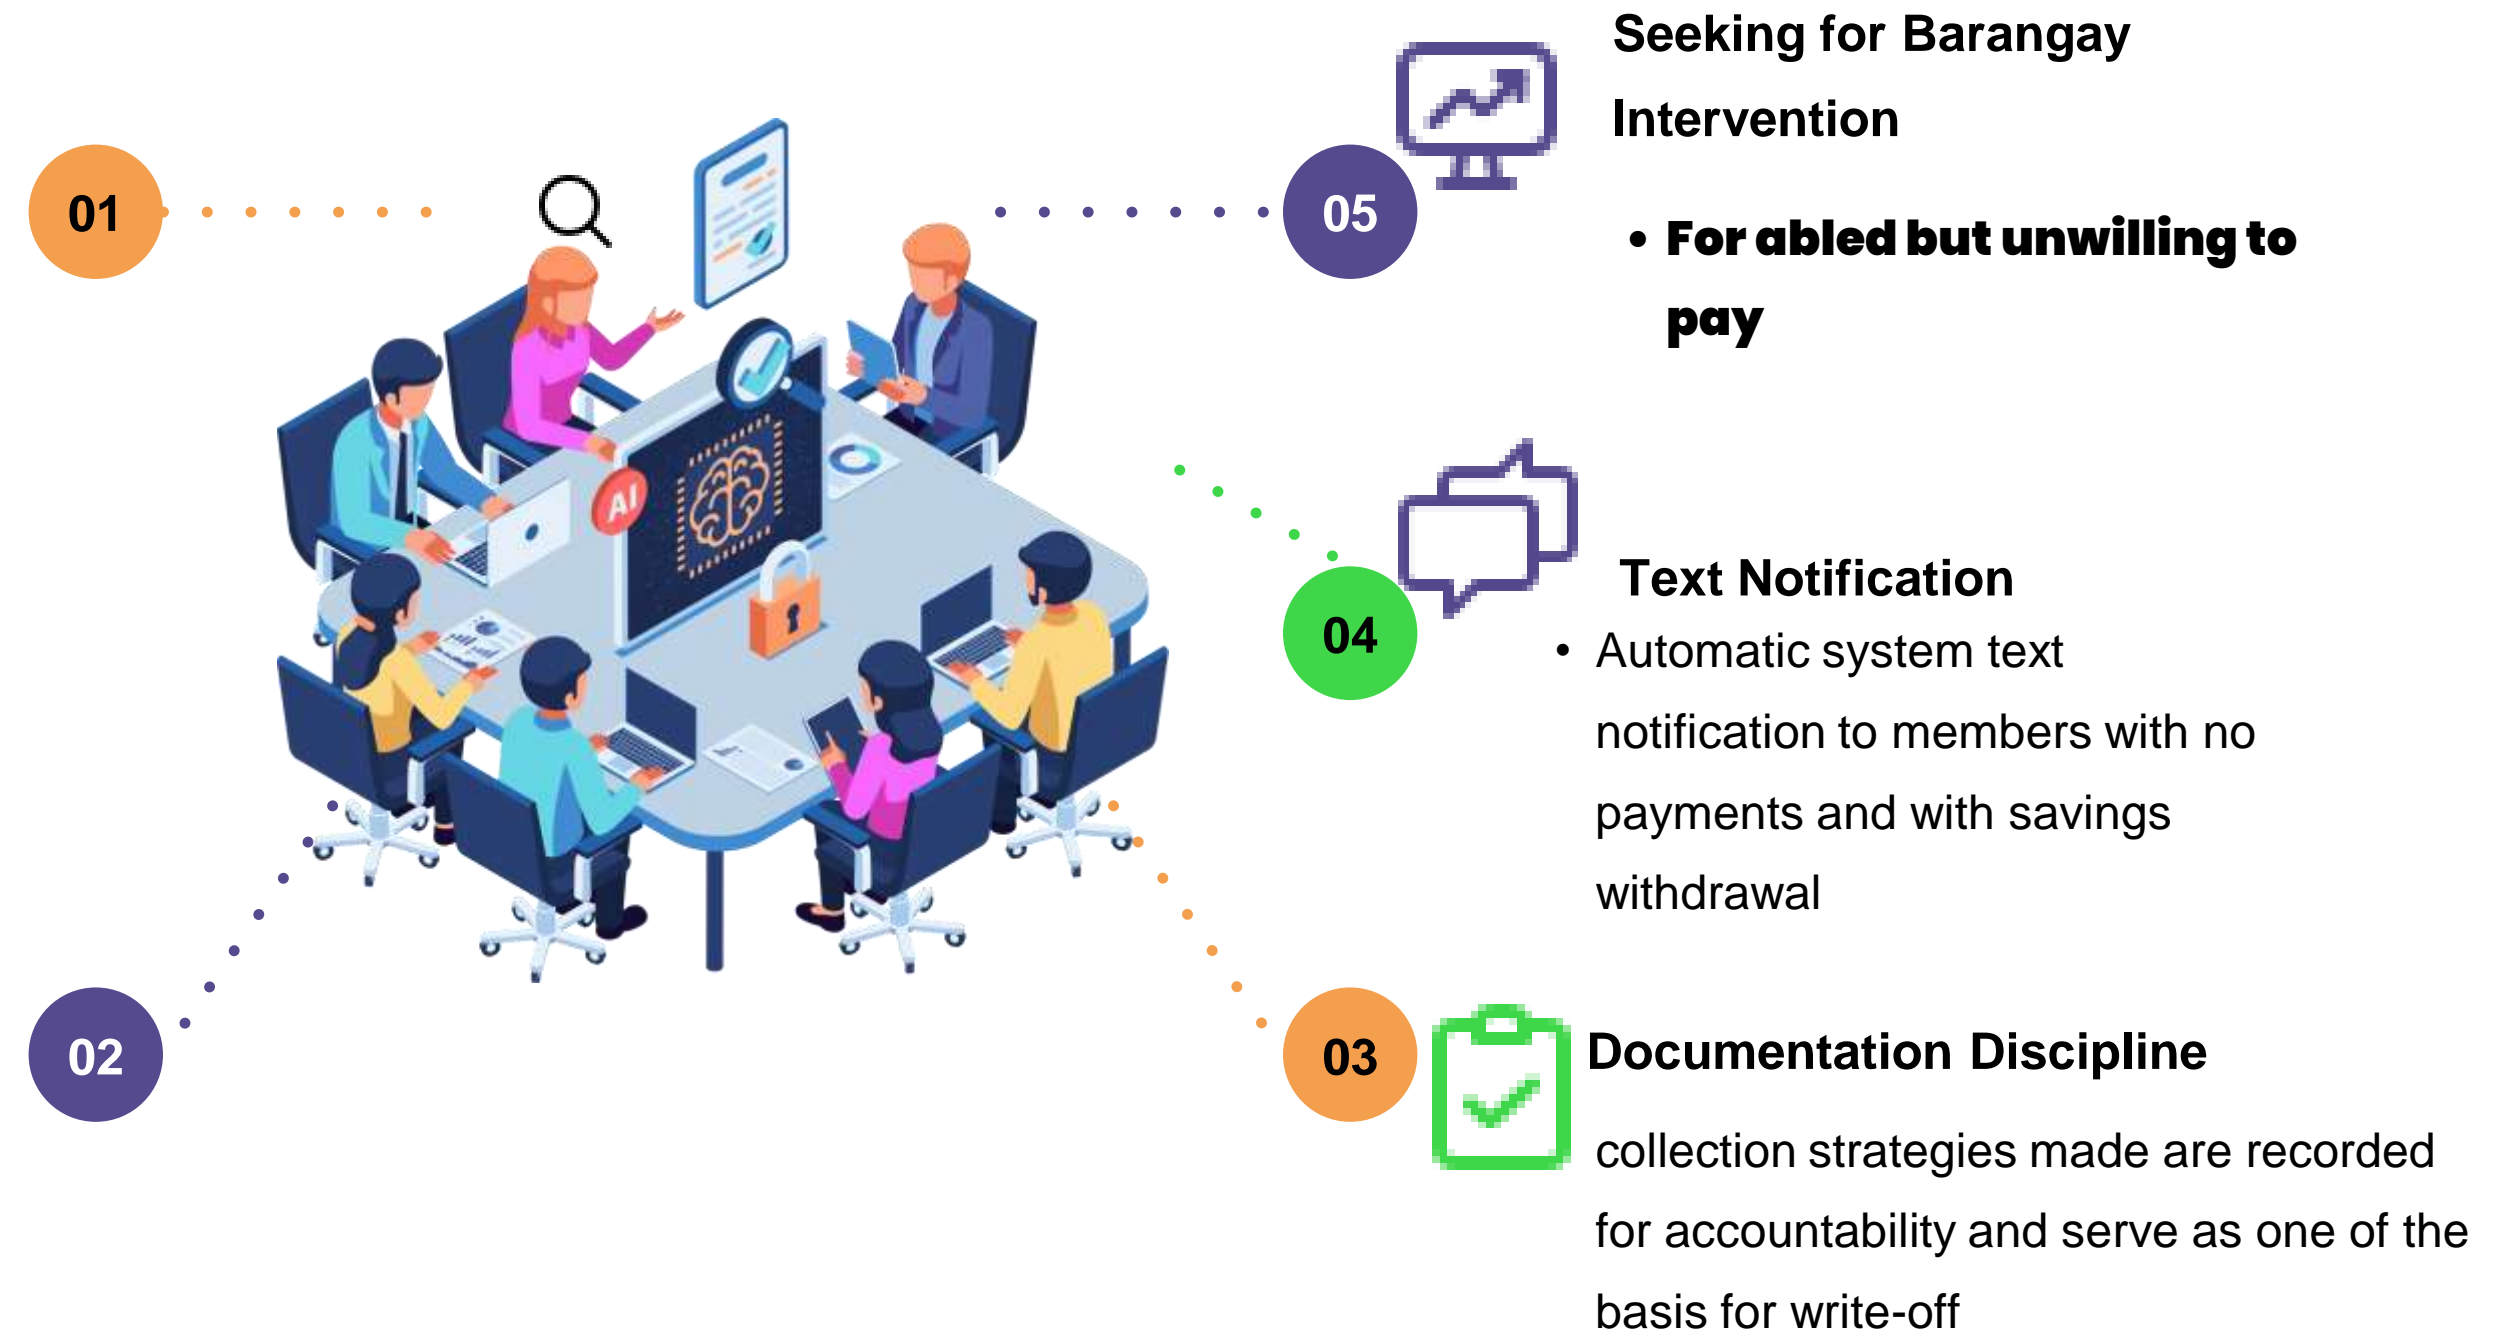 01
02
05
Seeking for Barangay
Intervention
• For abled but unwilling to
pay
AI
04
Text Notification
• Automatic system text
notification to members with no
payments and with savings
withdrawal
03
Documentation Discipline
collection strategies made are recorded
for accountability and serve as one of the
basis for write-off